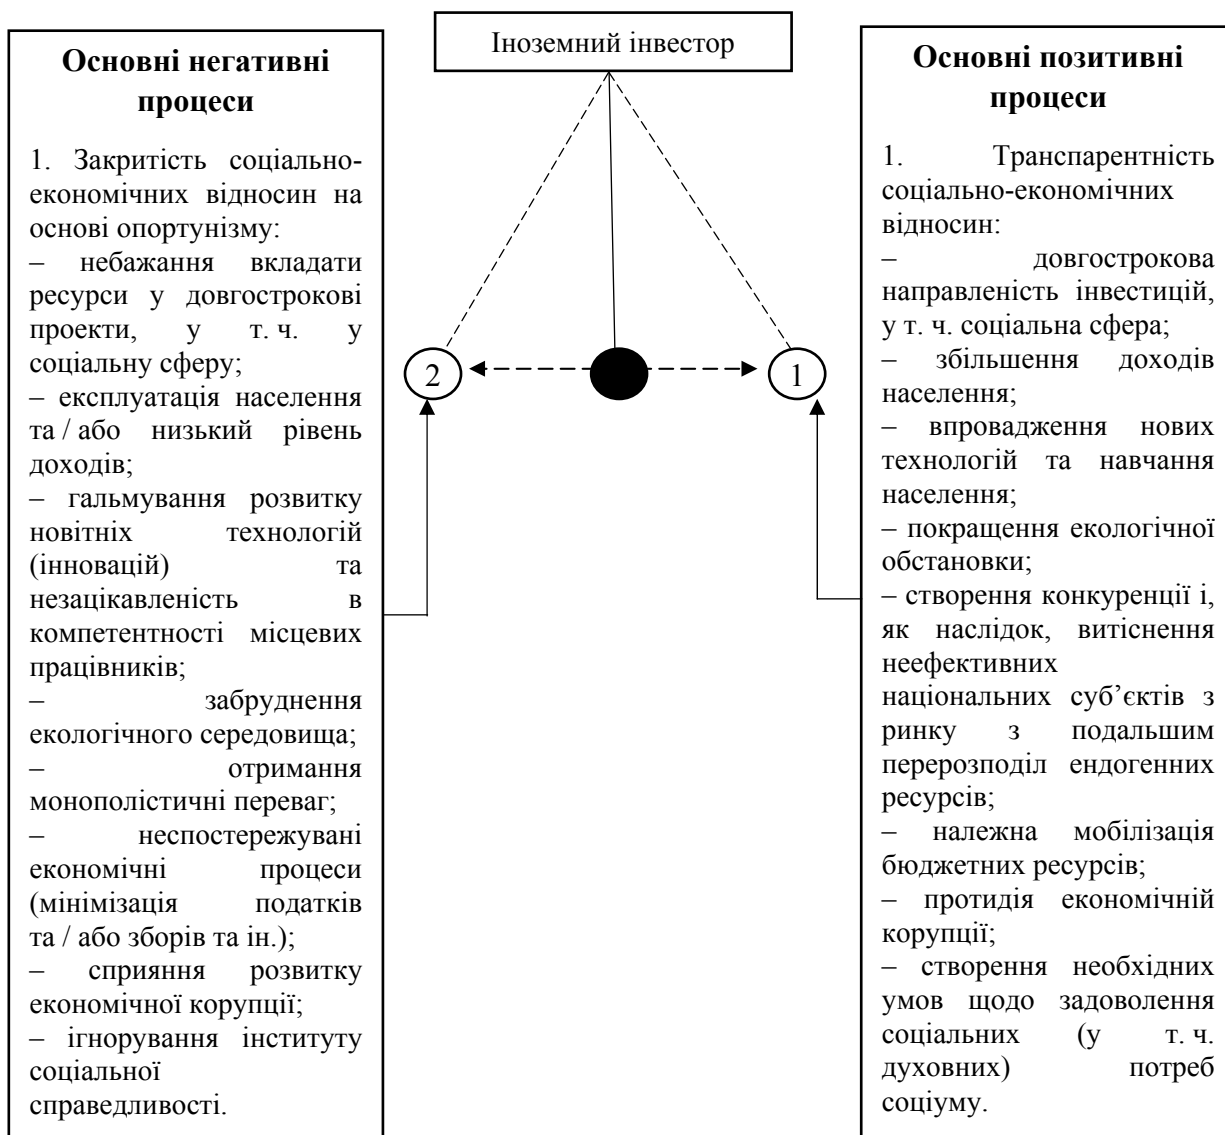 Іноземний інвестор
Основні негативні
процеси
1. Закритість соціально-
економічних відносин на
основі опортунізму:
– небажання вкладати
ресурси у довгострокові
проекти, у т. ч. у
соціальну сферу;
– експлуатація населення
та / або низький рівень
доходів;
– гальмування розвитку
новітніх технологій
(інновацій) та
незацікавленість в
компетентності місцевих
працівників;
– забруднення
екологічного середовища;
– отримання
монополістичні переваг;
– неспостережувані
економічні процеси
(мінімізація податків
та / або зборів та ін.);
– сприяння розвитку
економічної корупції;
– ігнорування інституту
соціальної
справедливості.
2
1
Основні позитивні
процеси
1. Транспарентність
соціально-економічних
відносин:
– довгострокова
направленість інвестицій,
у т. ч. соціальна сфера;
– збільшення доходів
населення;
– впровадження нових
технологій та навчання
населення;
– покращення екологічної
обстановки;
– створення конкуренції і,
як наслідок, витіснення
неефективних
національних суб’єктів з
ринку з подальшим
перерозподіл ендогенних
ресурсів;
– належна мобілізація
бюджетних ресурсів;
– протидія економічній
корупції;
– створення необхідних
умов щодо задоволення
соціальних (у т. ч.
духовних) потреб
соціуму.